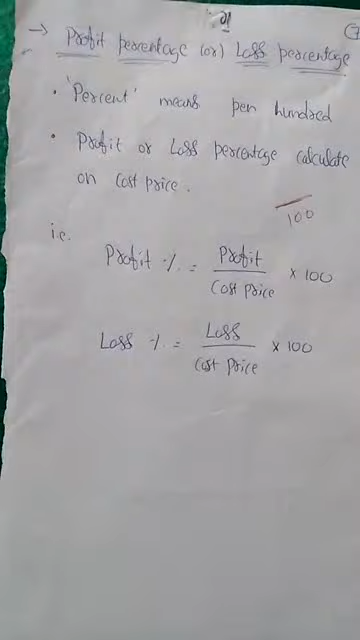 → Profit percentage (or) Loss percentage
• 'Percent' means pen hundred
• Profit or Loss percentage calculate
on Cost price.
/100
i.e.
Profit % = Profit / Cost price × 100
Loss % = Loss / Cost price × 100